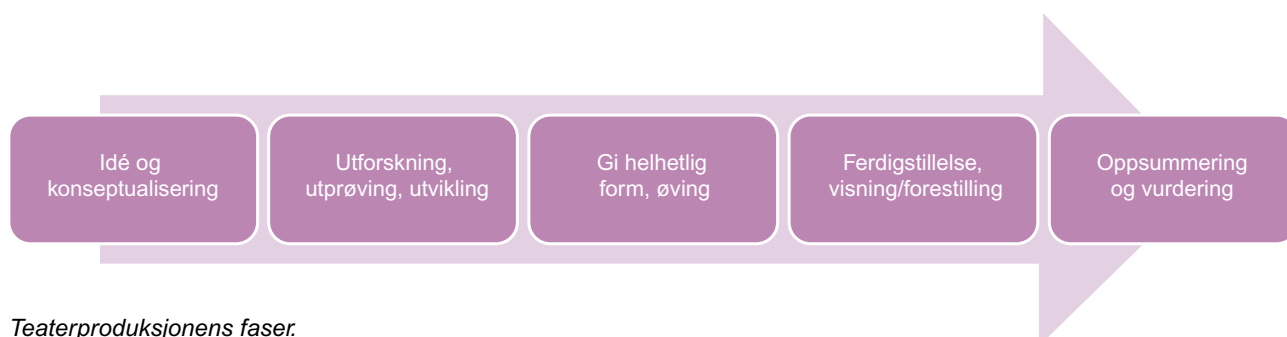 Idé og
konseptualisering
Utforskning,
utprøving, utvikling
Gi helhetlig
form, øving
Ferdigstillelse,
visning/forestilling
Oppsummering
og vurdering
Teaterproduksjonens faser.